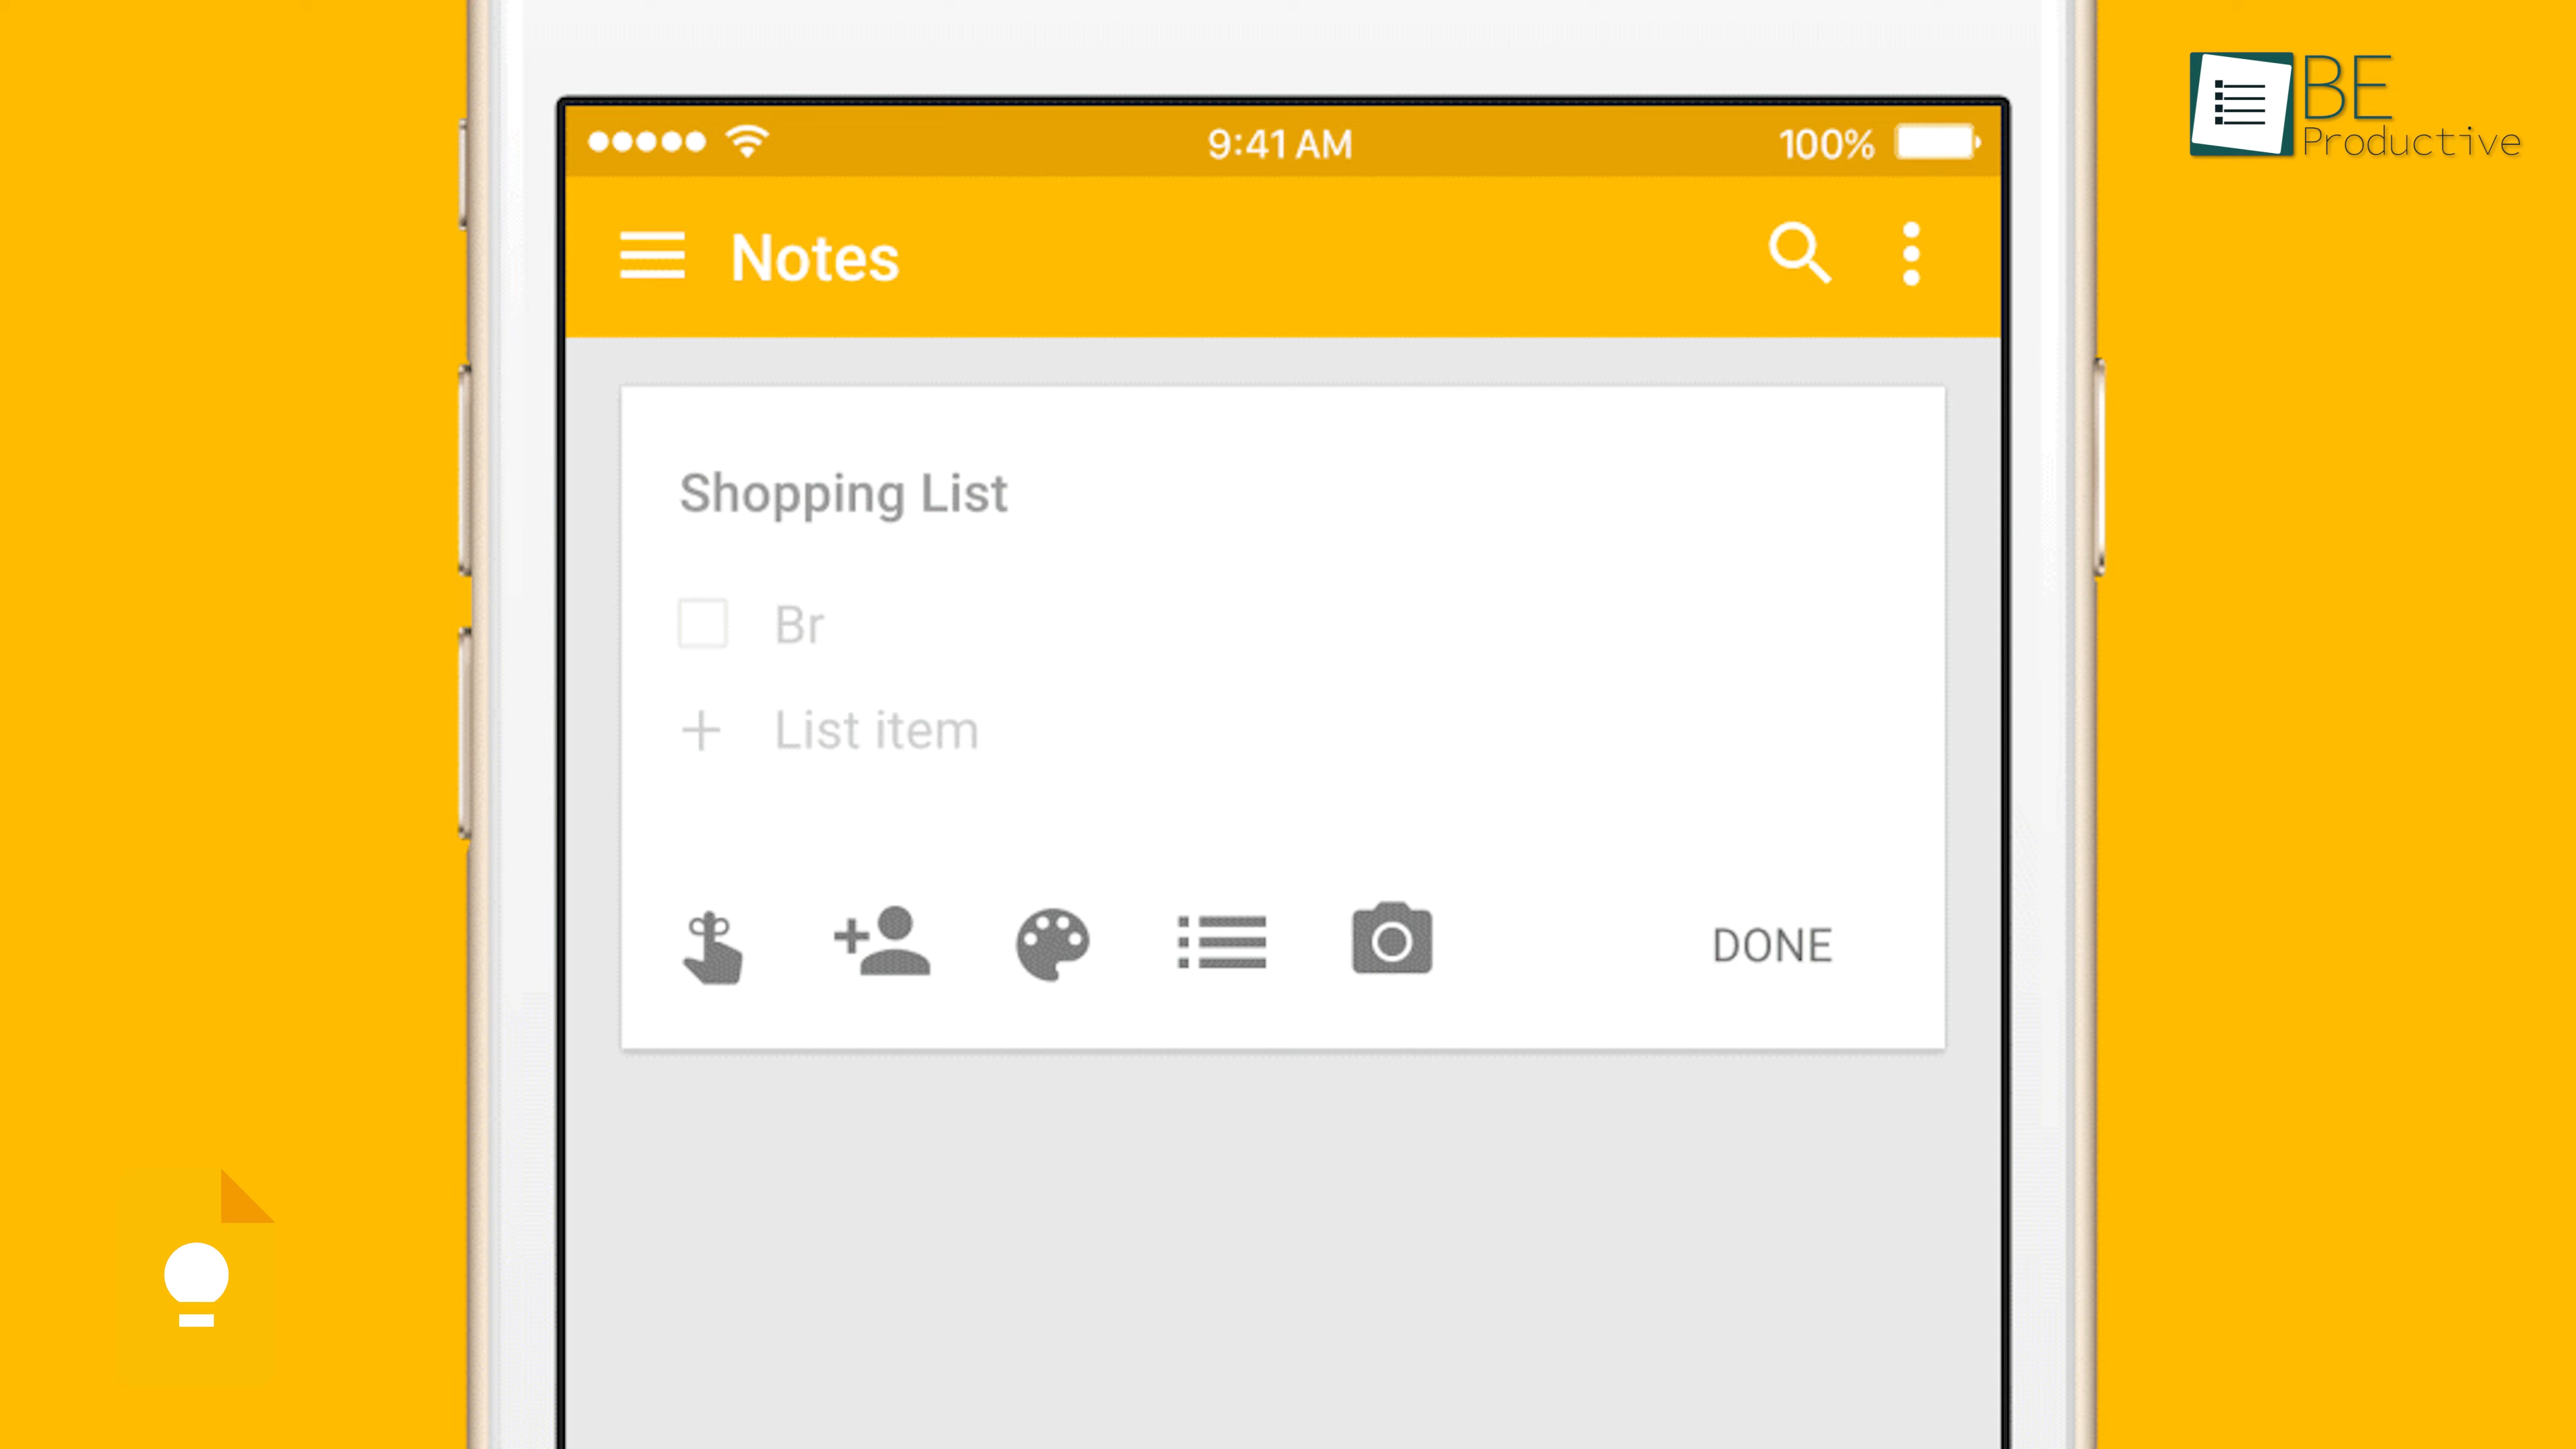 BE
Productive
9:41 AM
100%
Notes
Shopping List
Br
List item
DONE